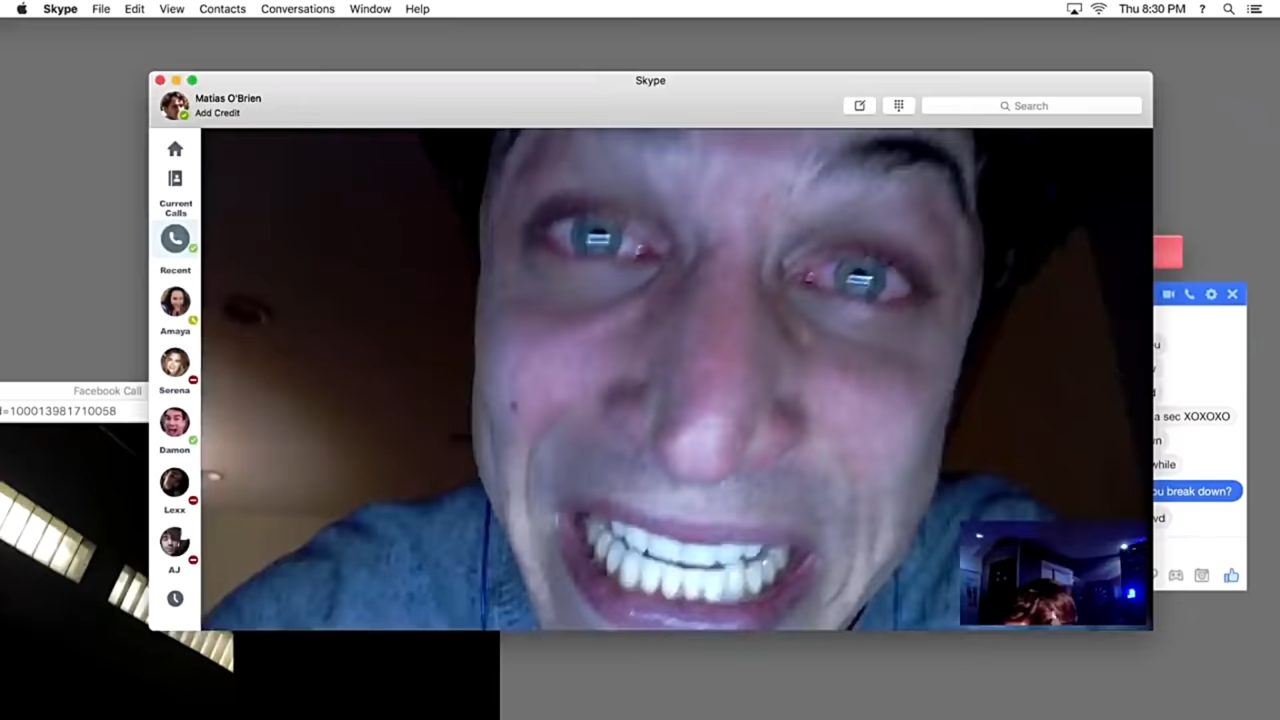 Skype File Edit View Contacts Conversations Window Help Thu 8:30 PM ?
Skype
Matias O'Brien
Add Credit
Search
Current
Calls
Recent
Amaya
Serena
Damon
Lexx
AJ
Facebook Call
d=100013981710058
a sec XOXOXO
while
ou break down?